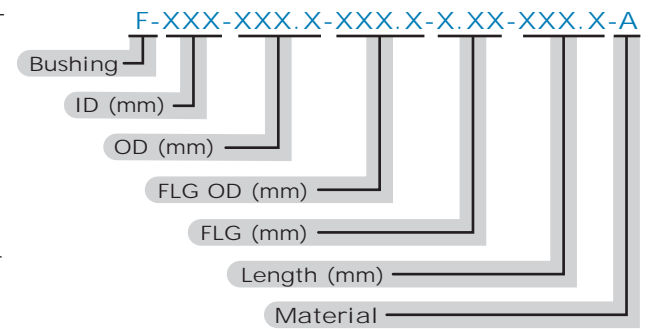 F-XXX-XXX.X-XXX.X-X.XX-XXX.X-A
Bushing
ID (mm)
OD (mm)
FLG OD (mm)
FLG (mm)
Length (mm)
Material